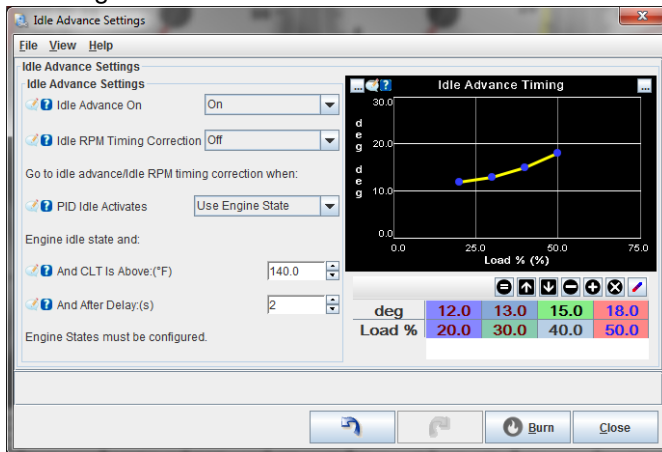 Idle Advance Settings
File View Help
Idle Advance Settings
Idle Advance Settings
Idle Advance On On
Idle RPM Timing Correction Off
Go to idle advance/Idle RPM timing correction when:
PID Idle Activates Use Engine State
Engine idle state and:
And CLT Is Above:(°F) 140.0
And After Delay:(s) 2
Engine States must be configured.
... Idle Advance Timing ...
deg deg
30.0
20.0
10.0
0.0
0.0 25.0 50.0 75.0
Load % (%)
deg 12.0 13.0 15.0 18.0
Load % 20.0 30.0 40.0 50.0
Burn Close